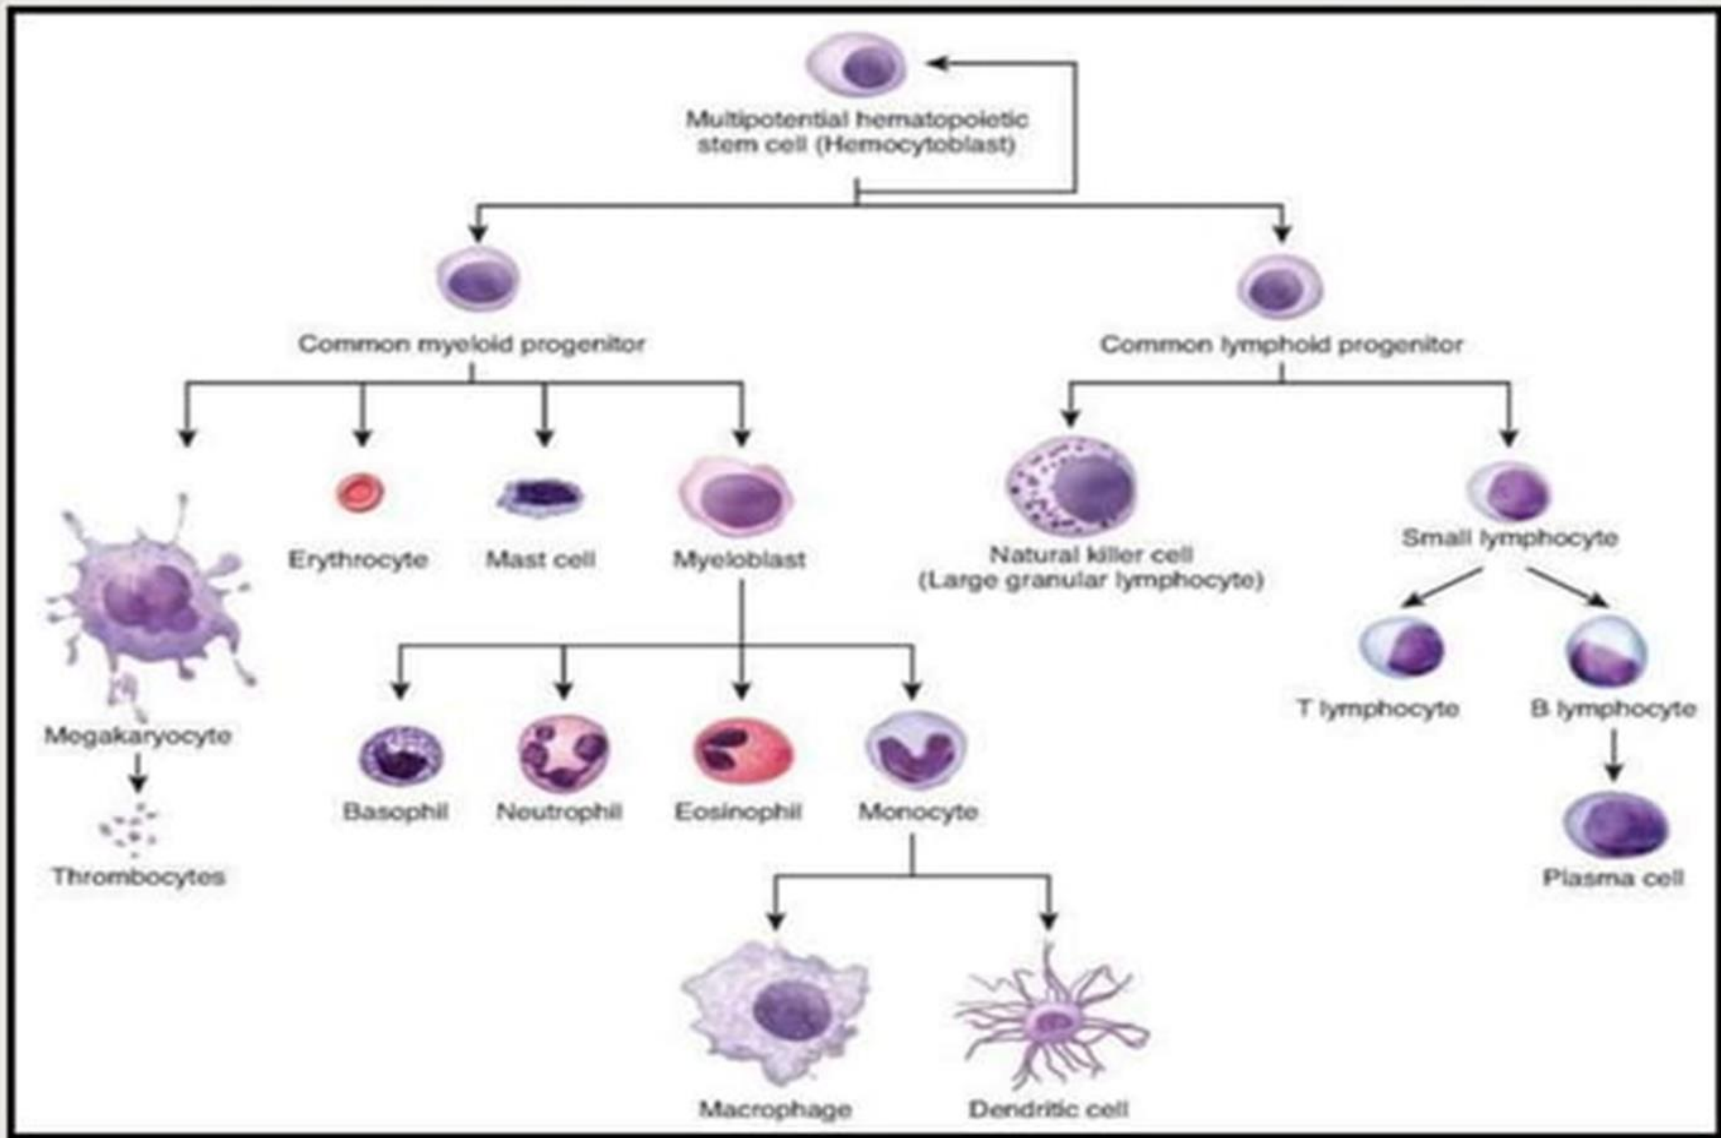 Multipotential hematopoietic
stem cell (Hemocytoblast)
Common myeloid progenitor
Common lymphoid progenitor
Erythrocyte
Mast cell
Myeloblast
Natural killer cell
(Large granular lymphocyte)
Small lymphocyte
T lymphocyte
B lymphocyte
Megakaryocyte
Basophil
Neutrophil
Eosinophil
Monocyte
Thrombocytes
Plasma cell
Macrophage
Dendritic cell